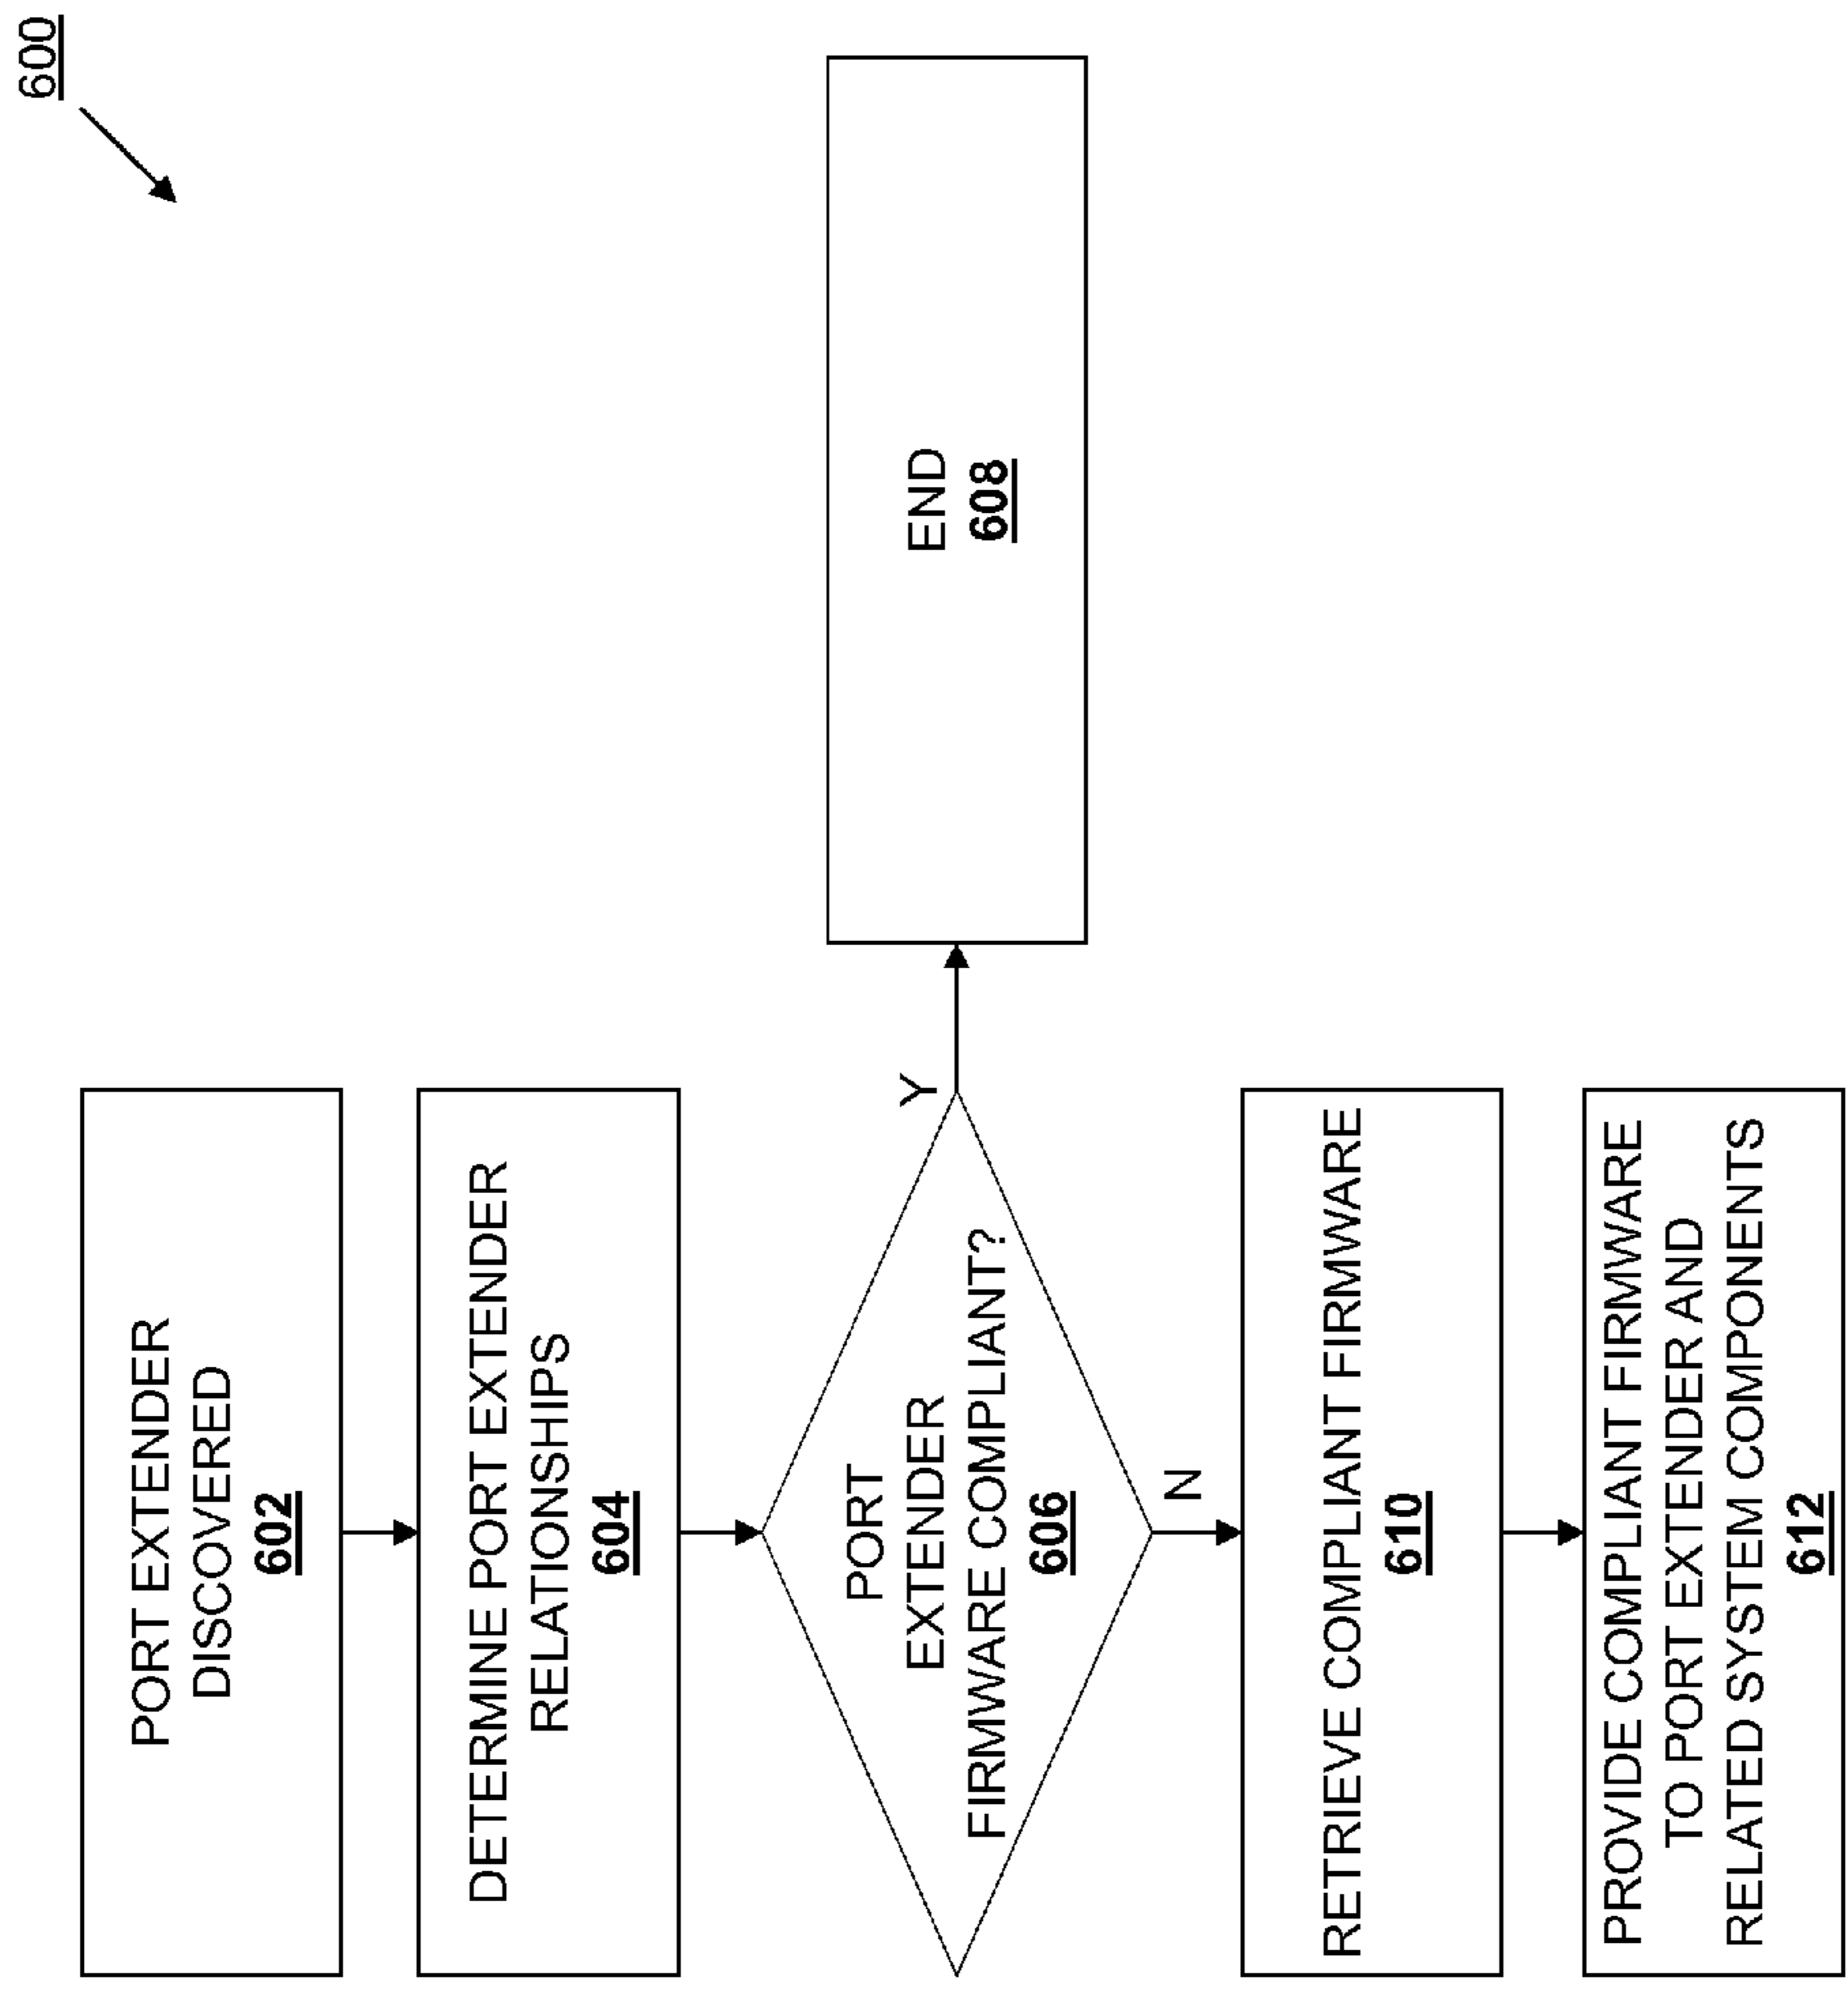 600
PORT EXTENDER
DISCOVERED
602
DETERMINE PORT EXTENDER
RELATIONSHIPS
604
PORT
EXTENDER
FIRMWARE COMPLIANT?
606
Y
END
608
N
RETRIEVE COMPLIANT FIRMWARE
610
PROVIDE COMPLIANT FIRMWARE
TO PORT EXTENDER AND
RELATED SYSTEM COMPONENTS
612